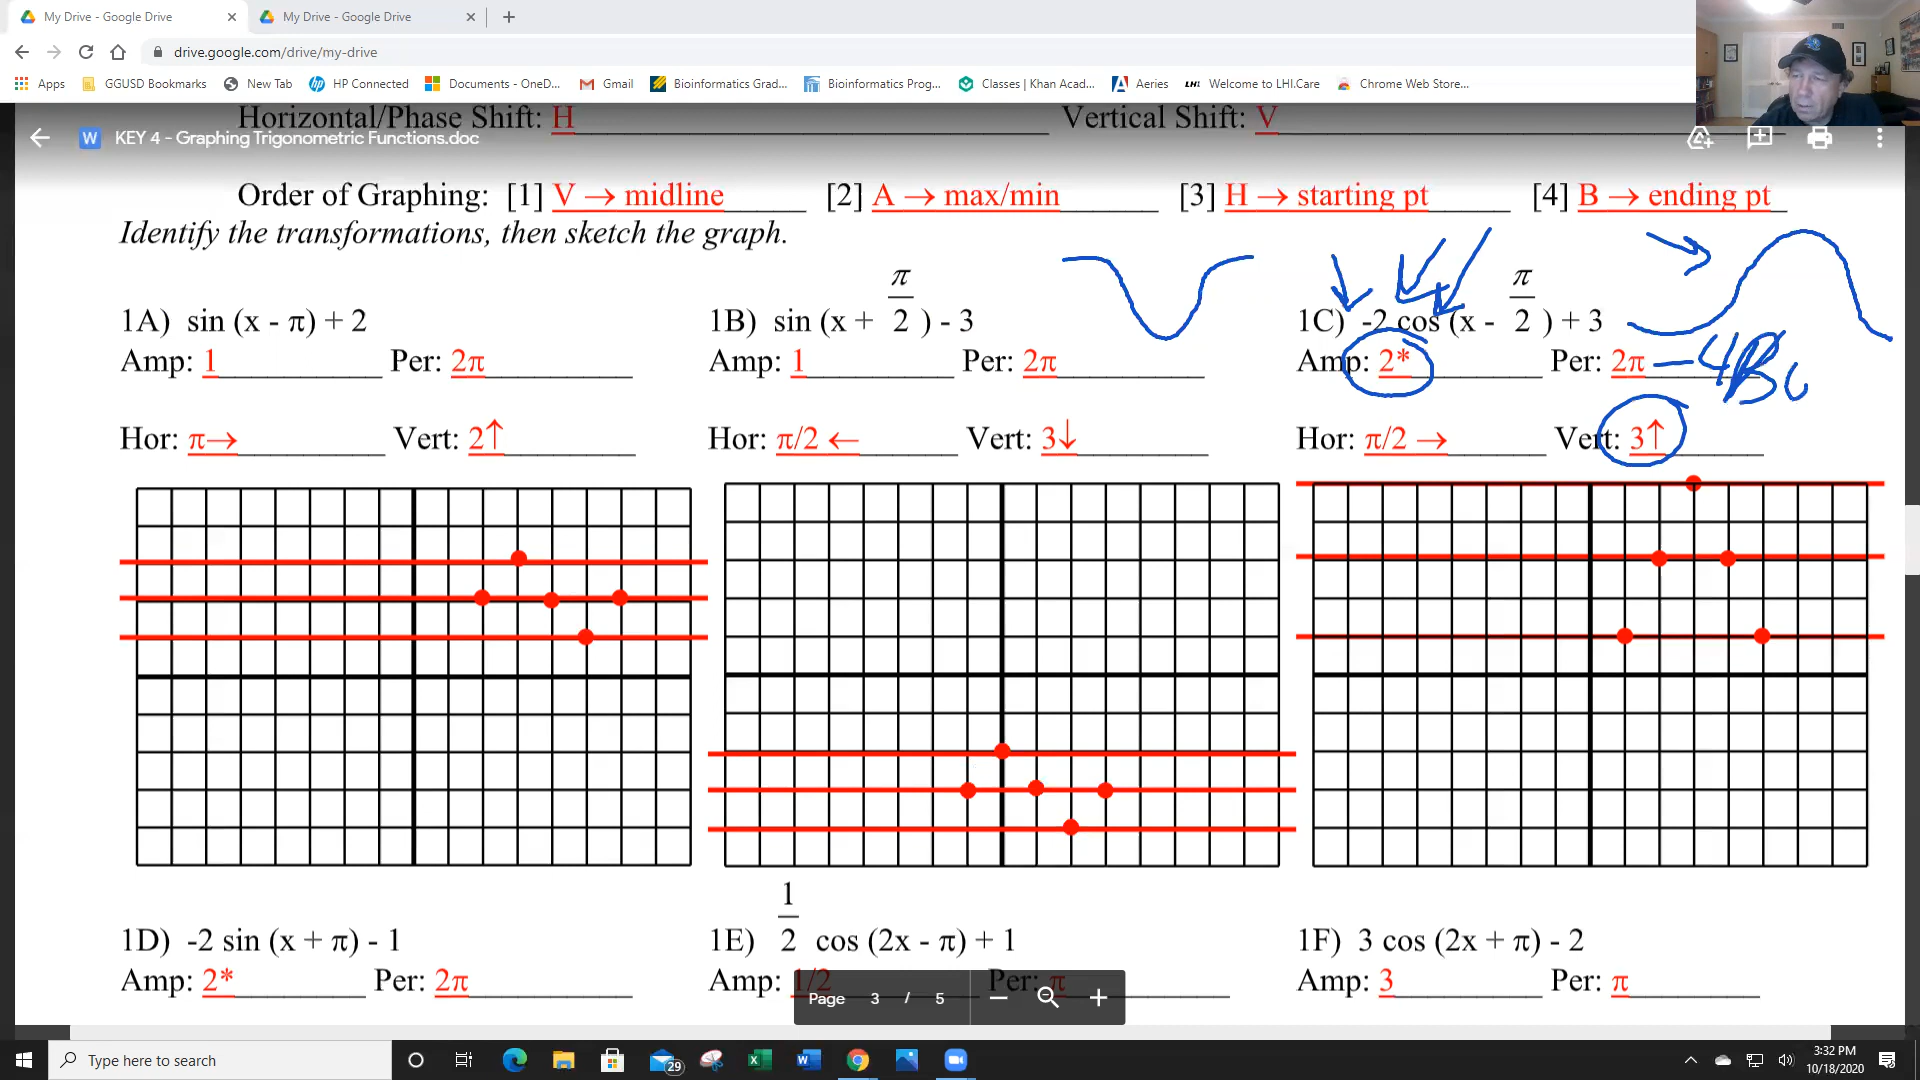 My Drive - Google Drive
My Drive - Google Drive
drive.google.com/drive/my-drive
Apps GGUSD Bookmarks New Tab HP Connected Documents - OneD... Gmail Bioinformatics Grad... Bioinformatics Prog... Classes | Khan Acad... Aeries LH! Welcome to LHI.Care Chrome Web Store...
Horizontal/Phase Shift: H Vertical Shift: V
W KEY 4 - Graphing Trigonometric Functions.doc
Order of Graphing: [1] V → midline [2] A → max/min [3] H → starting pt [4] B → ending pt
Identify the transformations, then sketch the graph.
1A) sin (x - π) + 2 1B) sin (x + π/2 ) - 3 1C) -2 cos (x - π/2 ) + 3
Amp: 1 Per: 2π Amp: 1 Per: 2π Amp: 2* Per: 2π
Hor: π→ Vert: 2↑ Hor: π/2 ← Vert: 3↓ Hor: π/2 → Vert: 3↑
1D) -2 sin (x + π) - 1 1E) 1/2 cos (2x - π) + 1 1F) 3 cos (2x + π) - 2
Amp: 2* Per: 2π Amp: 1/2 Per: π Amp: 3 Per: π
Page 3 / 5
Type here to search
29
3:32 PM
10/18/2020